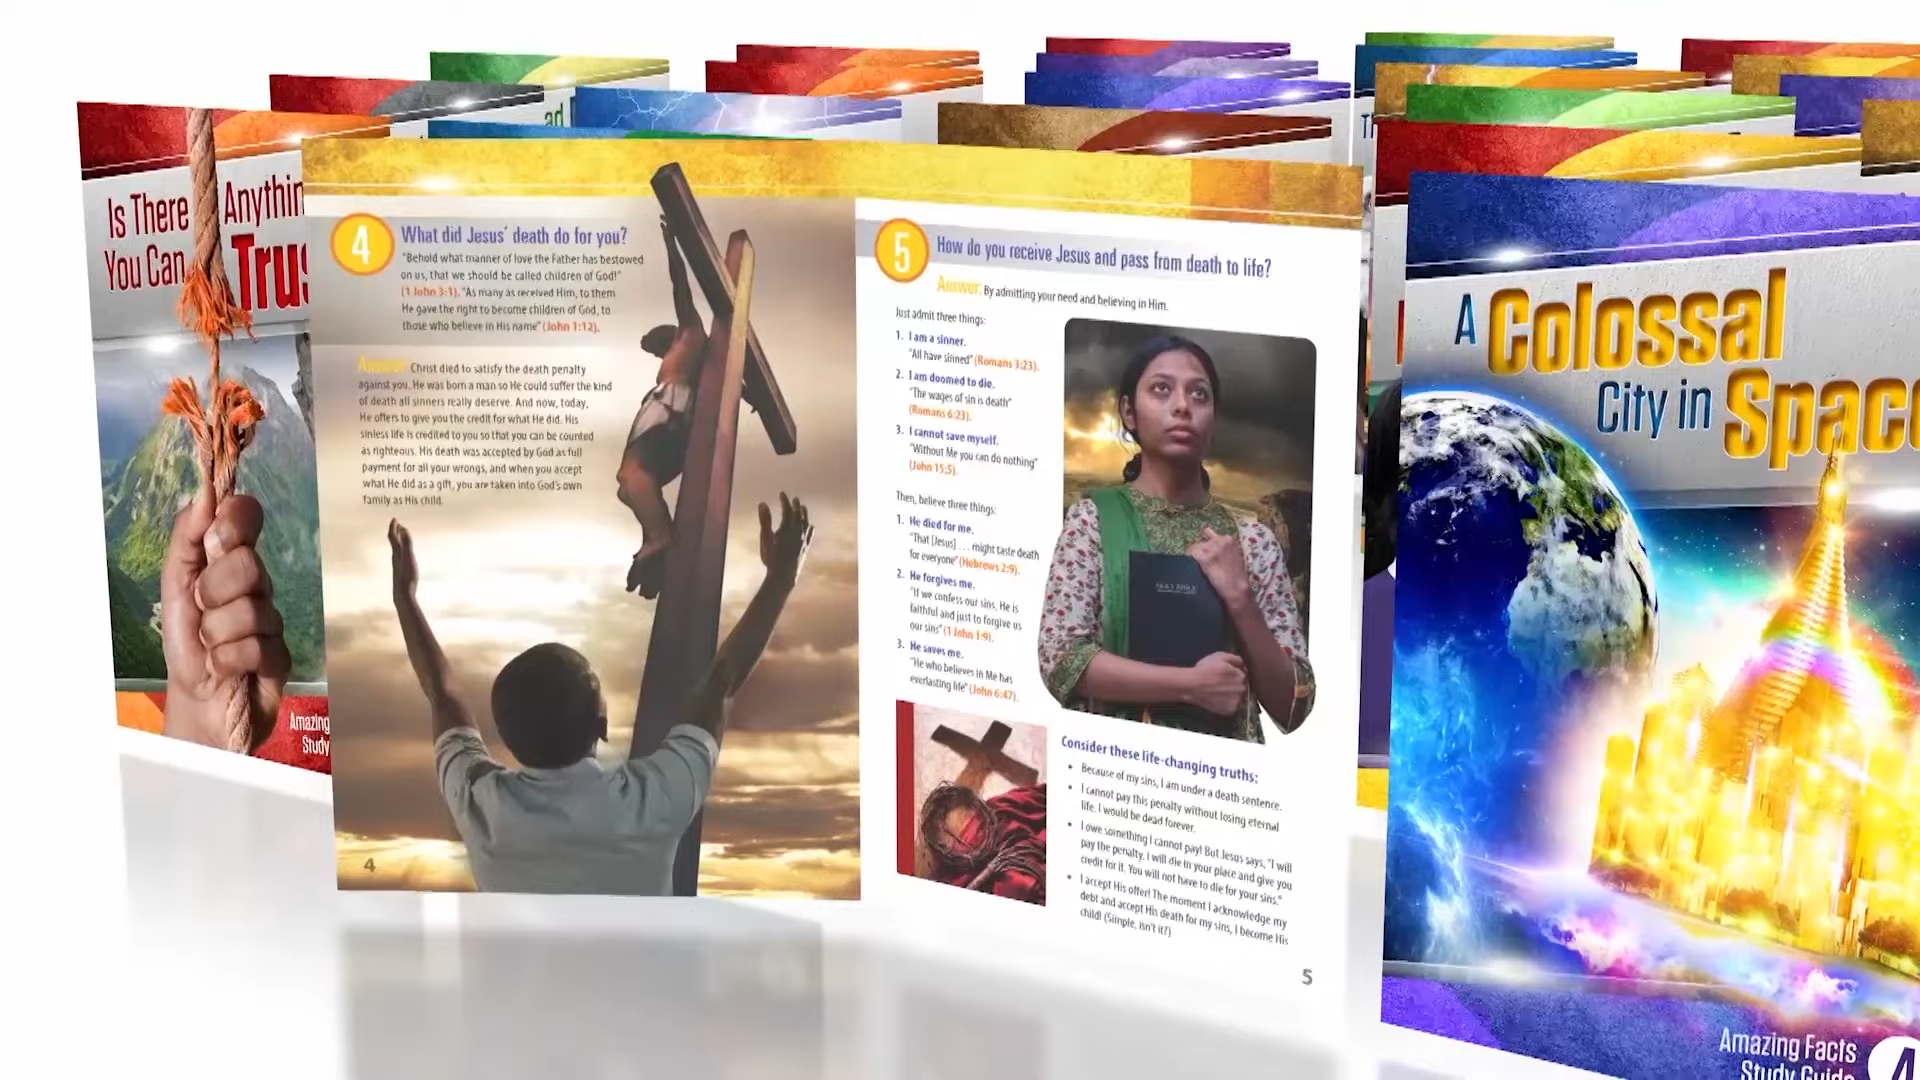 Is There Anythin
You Can Trus
Amazing
Study
ad
4
What did Jesus' death do for you?
"Behold what manner of love the Father has bestowed
on us, that we should be called children of God!"
(1 John 3:1). "As many as received Him, to them
He gave the right to become children of God, to
those who believe in His name" (John 1:12).
Answer: Christ died to satisfy the death penalty
against you. He was born a man so He could suffer the kind
of death all sinners really deserve. And now, today,
He offers to give you the credit for what He did. His
sinless life is credited to you so that you can be counted
as righteous. His death was accepted by God as full
payment for all your wrongs, and when you accept
what He did as a gift, you are taken into God's own
family as His child.
4
5
How do you receive Jesus and pass from death to life?
Answer: By admitting your need and believing in Him.
Just admit three things:
1. I am a sinner.
"All have sinned" (Romans 3:23).
2. I am doomed to die.
"The wages of sin is death"
(Romans 6:23).
3. I cannot save myself.
"Without Me you can do nothing"
(John 15:5).
Then, believe three things:
1. He died for me.
"That [Jesus] ... might taste death
for everyone" (Hebrews 2:9).
2. He forgives me.
"If we confess our sins, He is
faithful and just to forgive us
our sins" (1 John 1:9).
3. He saves me.
"He who believes in Me has
everlasting life" (John 6:47).
HOLY BIBLE
Consider these life-changing truths:
• Because of my sins, I am under a death sentence.
• I cannot pay this penalty without losing eternal
life. I would be dead forever.
• I owe something I cannot pay! But Jesus says, "I will
pay the penalty. I will die in your place and give you
credit for it. You will not have to die for your sins."
• I accept His offer! The moment I acknowledge my
debt and accept His death for my sins, I become His
child! (Simple, isn't it?)
5
A Colossal
City in Space
Amazing Facts
Study Guide
4